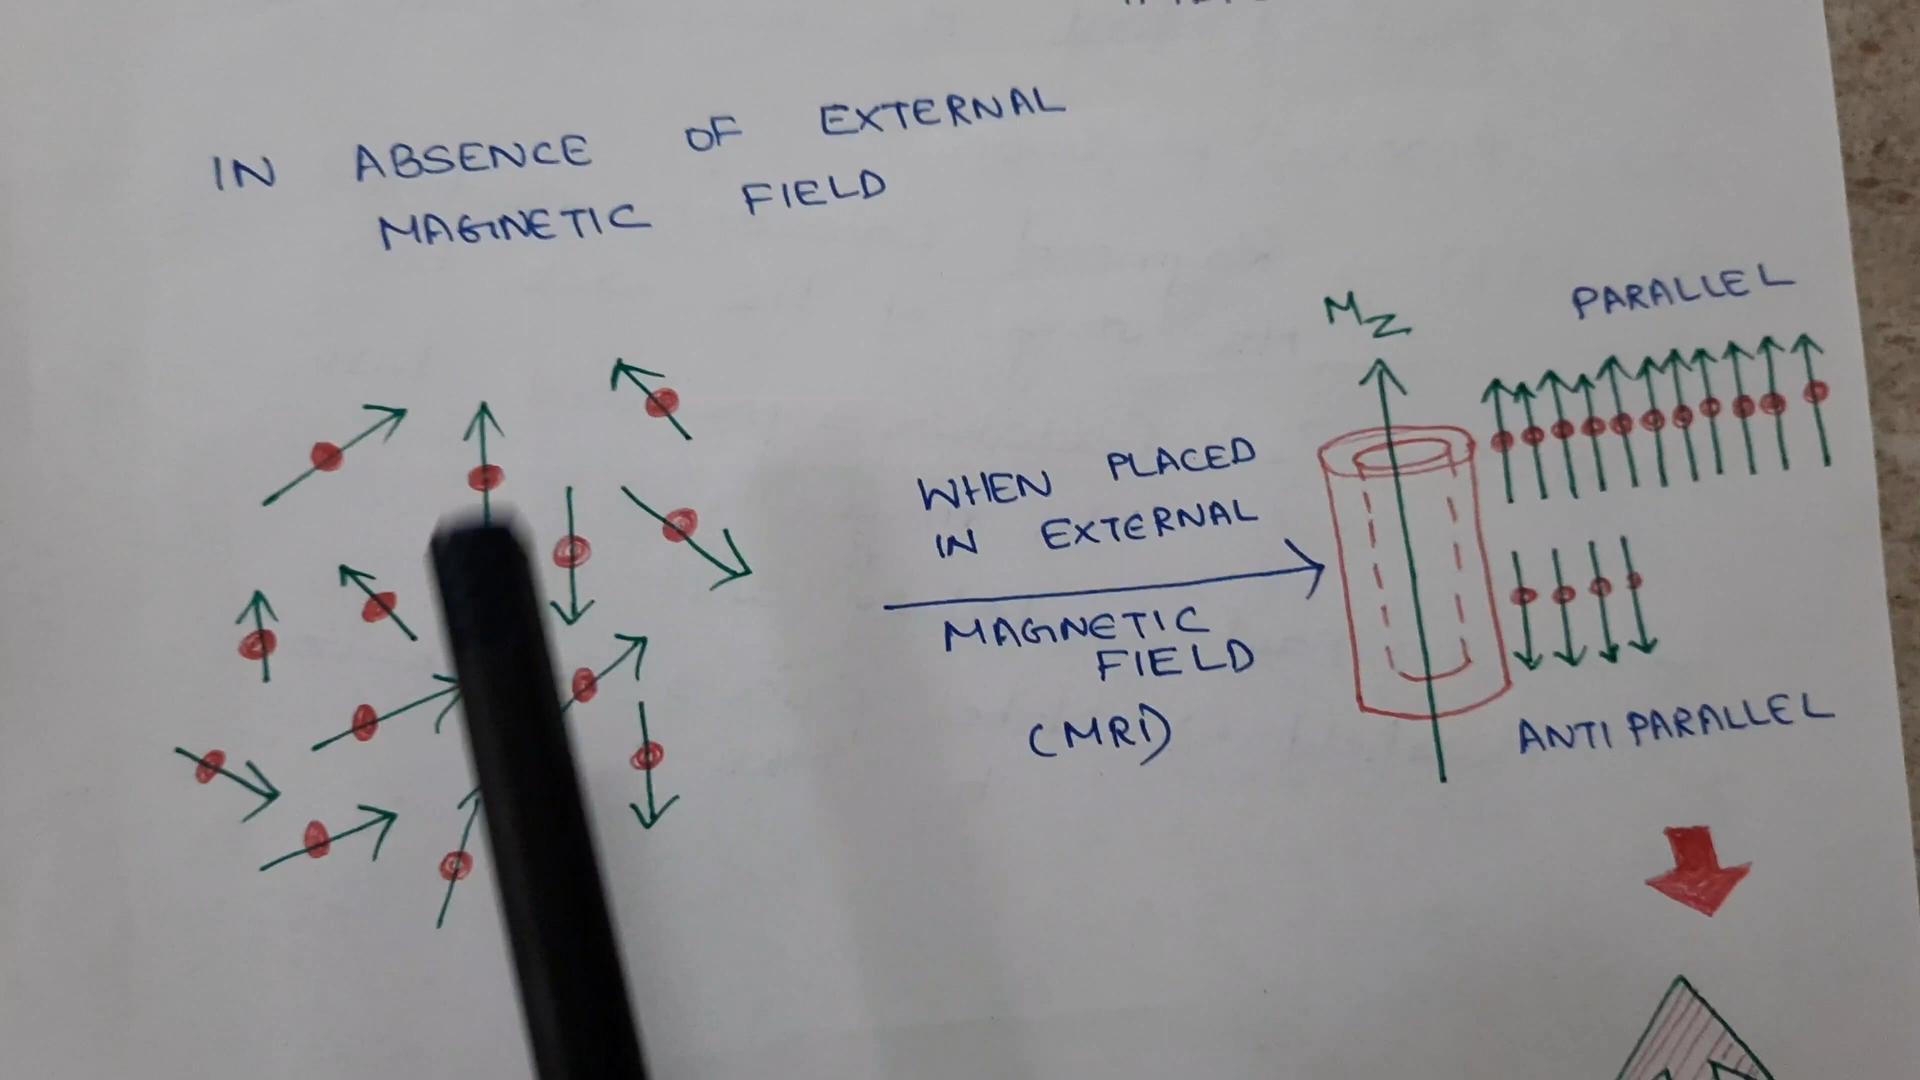 IN ABSENCE OF EXTERNAL
MAGNETIC FIELD
WHEN PLACED
IN EXTERNAL
MAGNETIC
FIELD
(MRI)
MZ
PARALLEL
ANTI PARALLEL